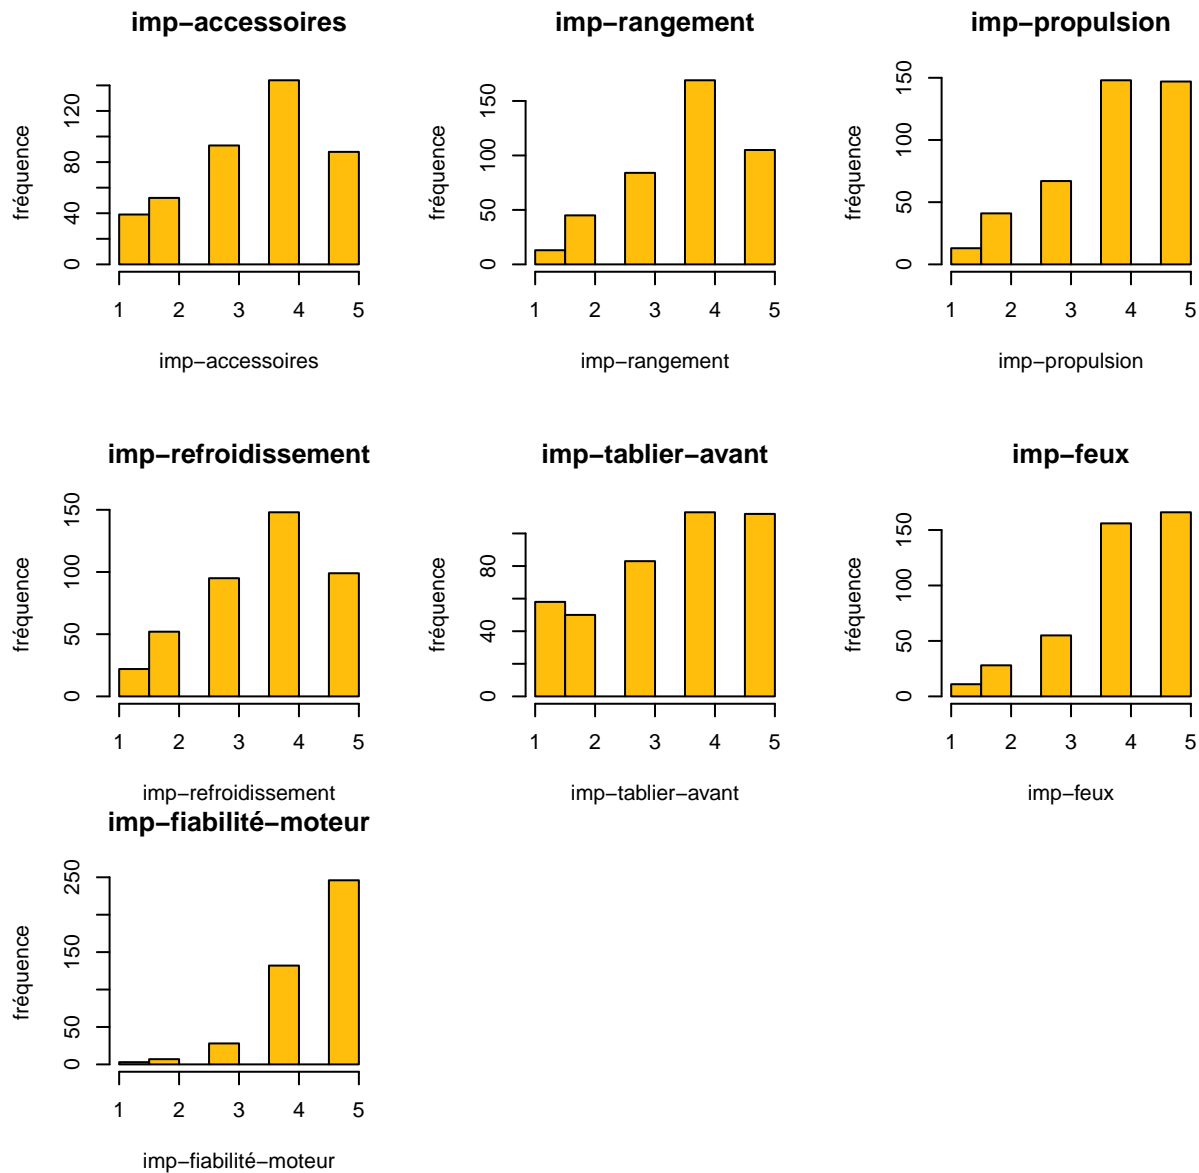 imp−accessoires
fréquence
0 40 80 120
1 2 3 4 5
imp−accessoires
imp−rangement
fréquence
0 50 100 150
1 2 3 4 5
imp−rangement
imp−propulsion
fréquence
0 50 100 150
1 2 3 4 5
imp−propulsion
imp−refroidissement
fréquence
0 50 100 150
1 2 3 4 5
imp−refroidissement
imp−tablier−avant
fréquence
0 40 80
1 2 3 4 5
imp−tablier−avant
imp−feux
fréquence
0 50 100 150
1 2 3 4 5
imp−feux
imp−fiabilité−moteur
fréquence
0 50 150 250
1 2 3 4 5
imp−fiabilité−moteur